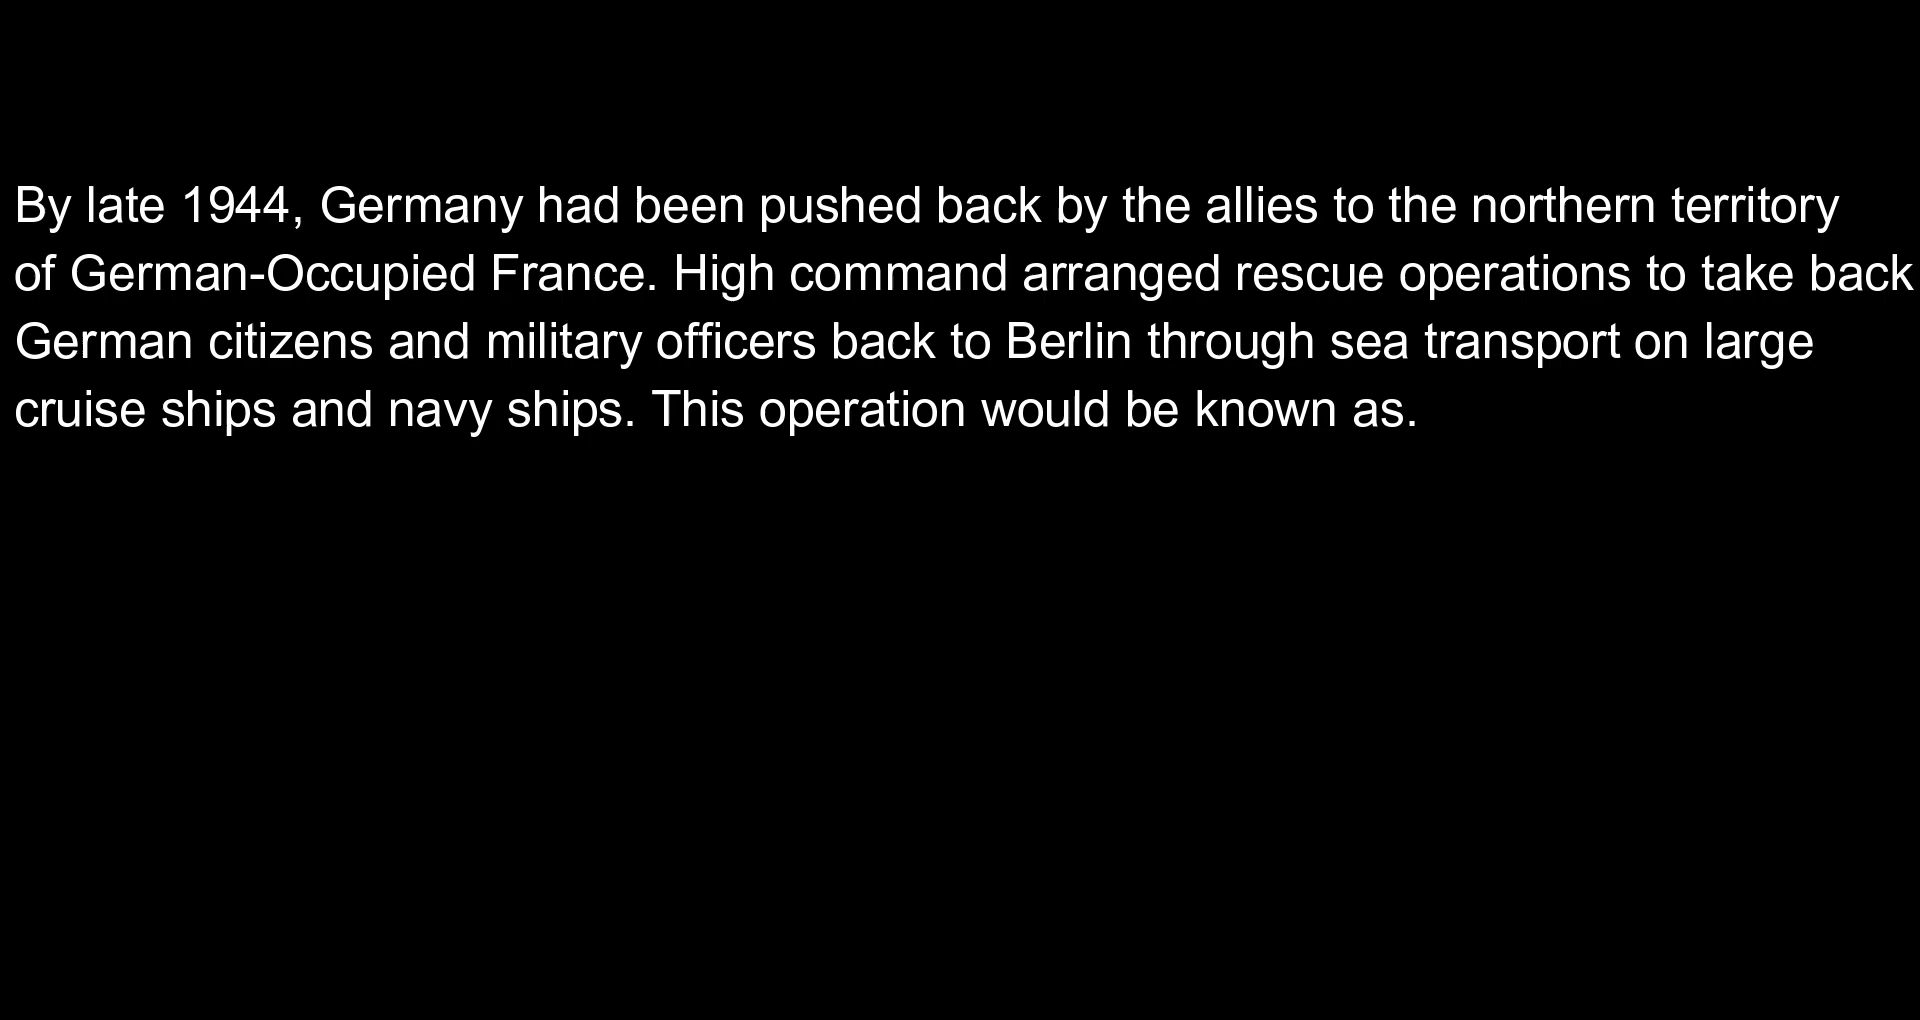 By late 1944, Germany had been pushed back by the allies to the northern territory
of German-Occupied France. High command arranged rescue operations to take back
German citizens and military officers back to Berlin through sea transport on large
cruise ships and navy ships. This operation would be known as.